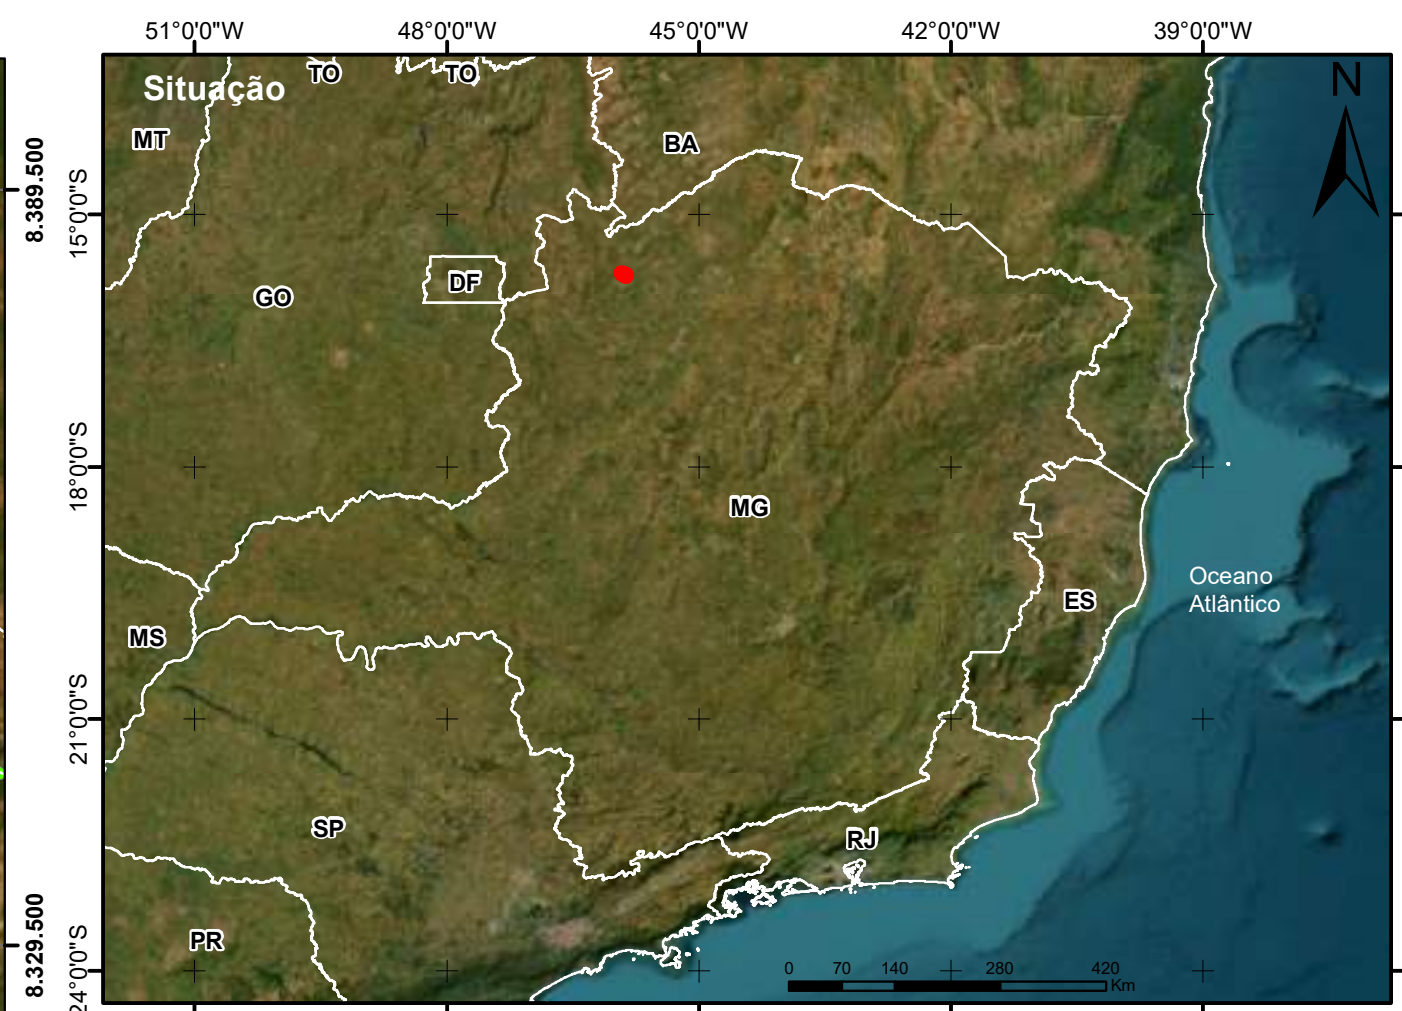 51°0'0"W 48°0'0"W 45°0'0"W 42°0'0"W 39°0'0"W
Situação
TO TO
N
MT
BA
8.389.500
15°0'0"S
DF
GO
18°0'0"S
MG
Oceano
Atlântico
ES
MS
21°0'0"S
SP
RJ
8.329.500
PR
24°0'0"S
0 70 140 280 420
Km